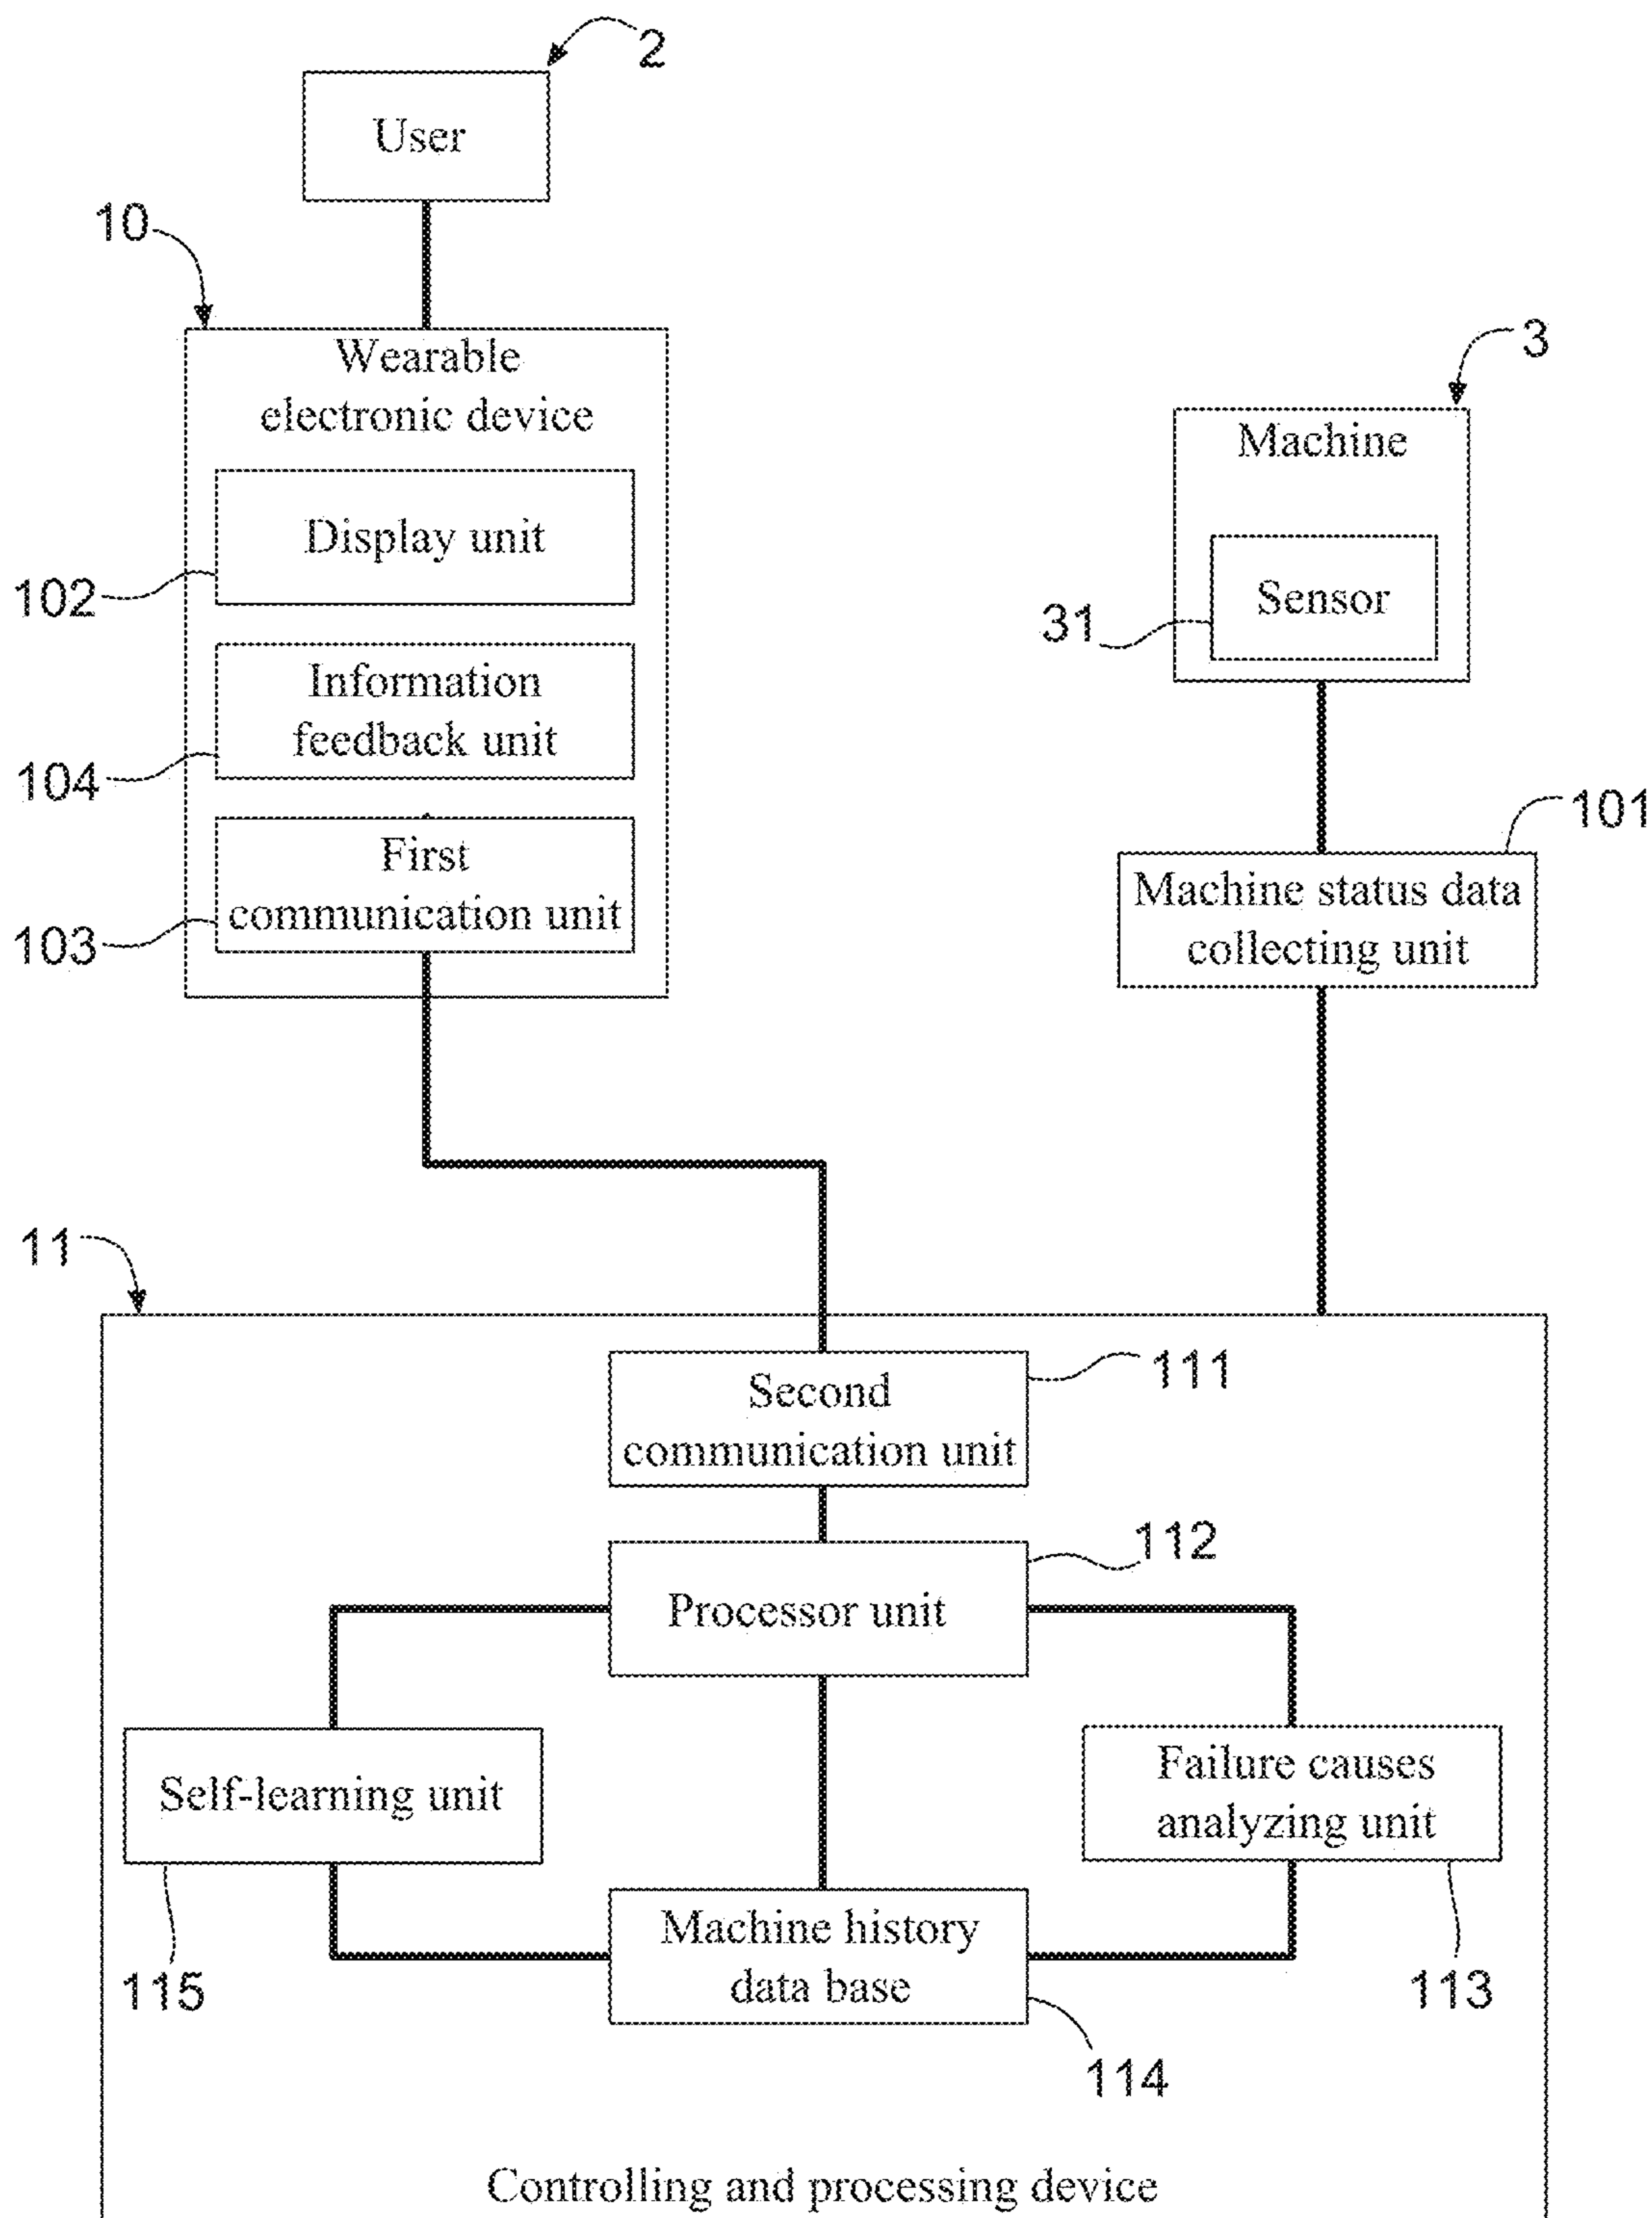 2
User
10
Wearable
electronic device
3
Machine
Display unit
102
Sensor
31
Information
feedback unit
104
101
First
communication unit
103
Machine status data
collecting unit
11
Second
communication unit
111
112
Processor unit
Self-learning unit
Failure causes
analyzing unit
Machine history
data base
115
113
114
Controlling and processing device